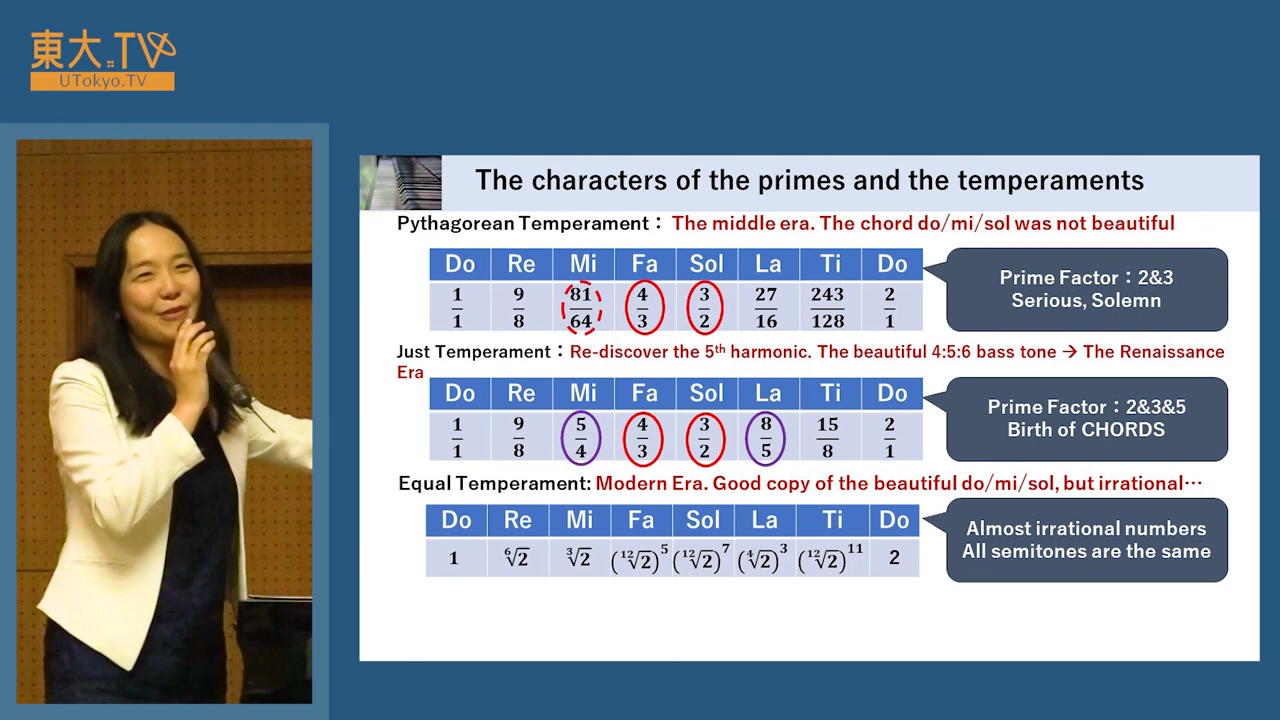 東大.TV
UTokyo.TV
The characters of the primes and the temperaments
Pythagorean Temperament： The middle era. The chord do/mi/sol was not beautiful
Do Re Mi Fa Sol La Ti Do
1/1 9/8 81/64 4/3 3/2 27/16 243/128 2/1
Prime Factor：2&3
Serious, Solemn
Just Temperament：Re-discover the 5th harmonic. The beautiful 4:5:6 bass tone → The Renaissance
Era
Do Re Mi Fa Sol La Ti Do
1/1 9/8 5/4 4/3 3/2 8/5 15/8 2/1
Prime Factor：2&3&5
Birth of CHORDS
Equal Temperament: Modern Era. Good copy of the beautiful do/mi/sol, but irrational…
Do Re Mi Fa Sol La Ti Do
1 ⁶√2 ³√2 (¹²√2)⁵ (¹²√2)⁷ (⁴√2)³ (¹²√2)¹¹ 2
Almost irrational numbers
All semitones are the same